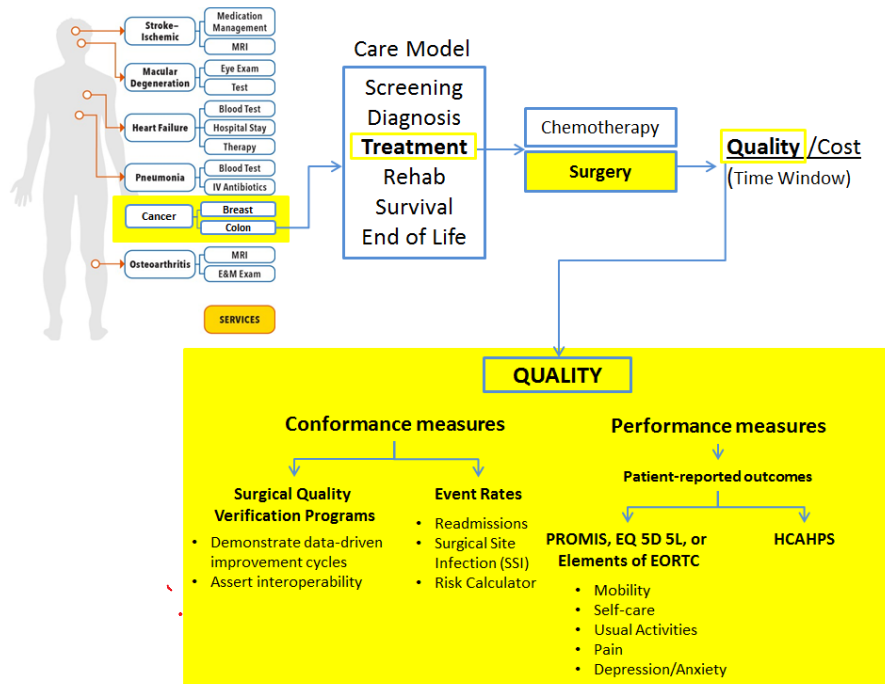 Stroke-
Ischemic
Medication
Management
MRI
Macular
Degeneration
Eye Exam
Test
Heart Failure
Blood Test
Hospital Stay
Therapy
Pneumonia
Blood Test
IV Antibiotics
Cancer
Breast
Colon
Osteoarthritis
MRI
E&M Exam
SERVICES
Care Model
Screening
Diagnosis
Treatment
Rehab
Survival
End of Life
Chemotherapy
Surgery
Quality /Cost
(Time Window)
QUALITY
Conformance measures
Surgical Quality
Verification Programs
• Demonstrate data-driven
improvement cycles
• Assert interoperability
Event Rates
• Readmissions
• Surgical Site
Infection (SSI)
• Risk Calculator
Performance measures
Patient-reported outcomes
PROMIS, EQ 5D 5L, or
Elements of EORTC
• Mobility
• Self-care
• Usual Activities
• Pain
• Depression/Anxiety
HCAHPS